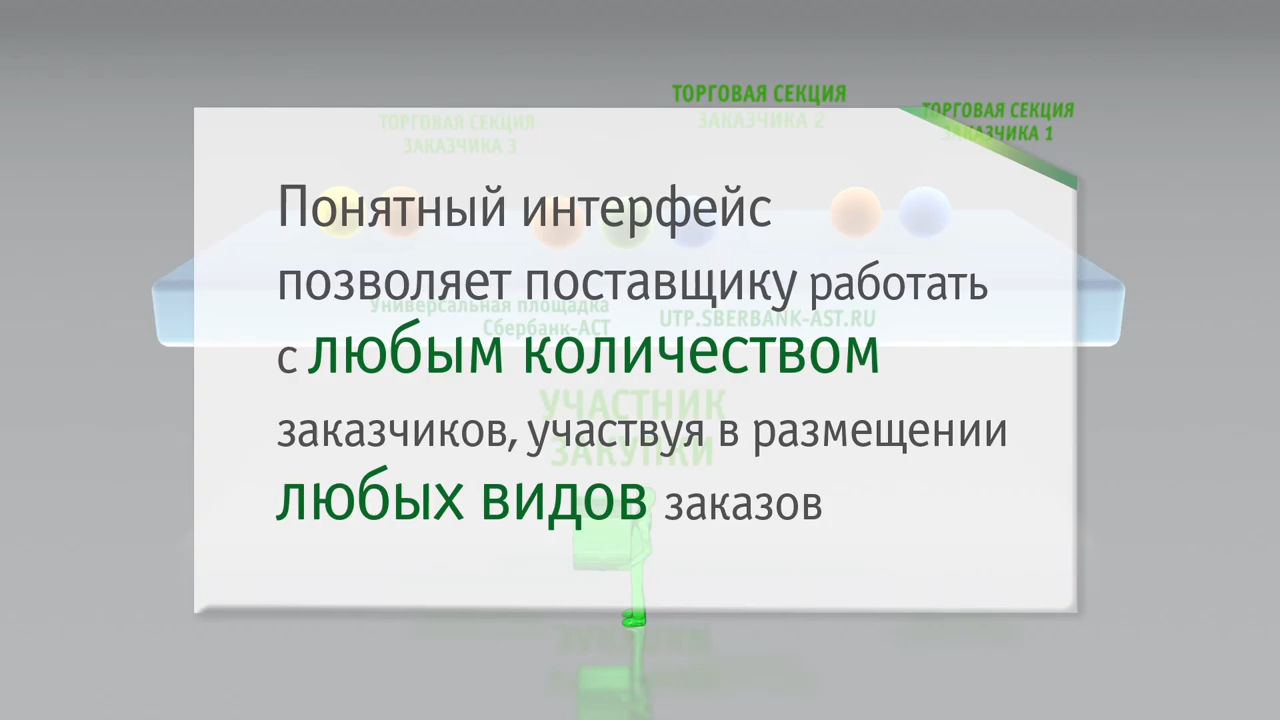 ТОРГОВАЯ СЕКЦИЯ
ЗАКАЗЧИКА 2
ТОРГОВАЯ СЕКЦИЯ
ЗАКАЗЧИКА 1
ТОРГОВАЯ СЕКЦИЯ
ЗАКАЗЧИКА 3
Понятный интерфейс
позволяет поставщику работать
с любым количеством
заказчиков, участвуя в размещении
любых видов заказов
Универсальная площадка
Сбербанк-АСТ
UTP.SBERBANK-AST.RU
УЧАСТНИК
ЗАКУПКИ